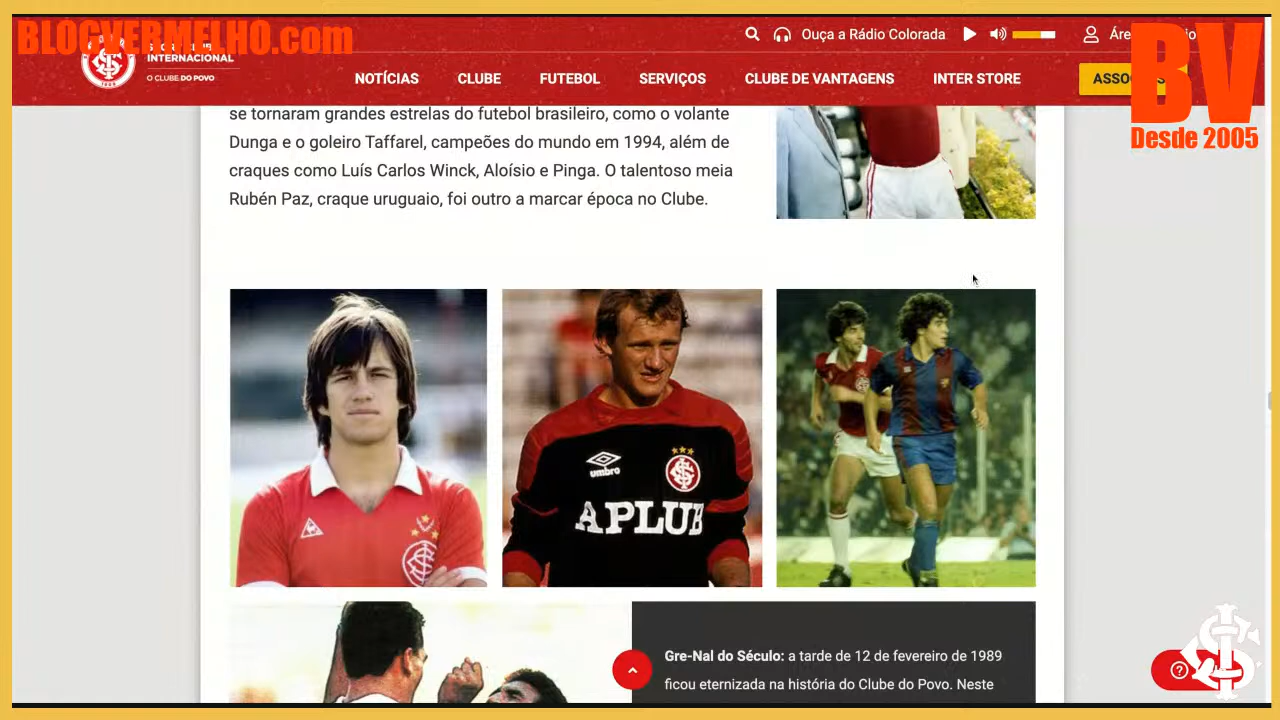 BLOGVERMELHO.com
INTERNACIONAL
O CLUBE DO POVO
Ouça a Rádio Colorada
BV
Desde 2005
NOTÍCIAS
CLUBE
FUTEBOL
SERVIÇOS
CLUBE DE VANTAGENS
INTER STORE
se tornaram grandes estrelas do futebol brasileiro, como o volante
Dunga e o goleiro Taffarel, campeões do mundo em 1994, além de
craques como Luís Carlos Winck, Aloísio e Pinga. O talentoso meia
Rubén Paz, craque uruguaio, foi outro a marcar época no Clube.
umbro
APLUB
Gre-Nal do Século: a tarde de 12 de fevereiro de 1989
ficou eternizada na história do Clube do Povo. Neste